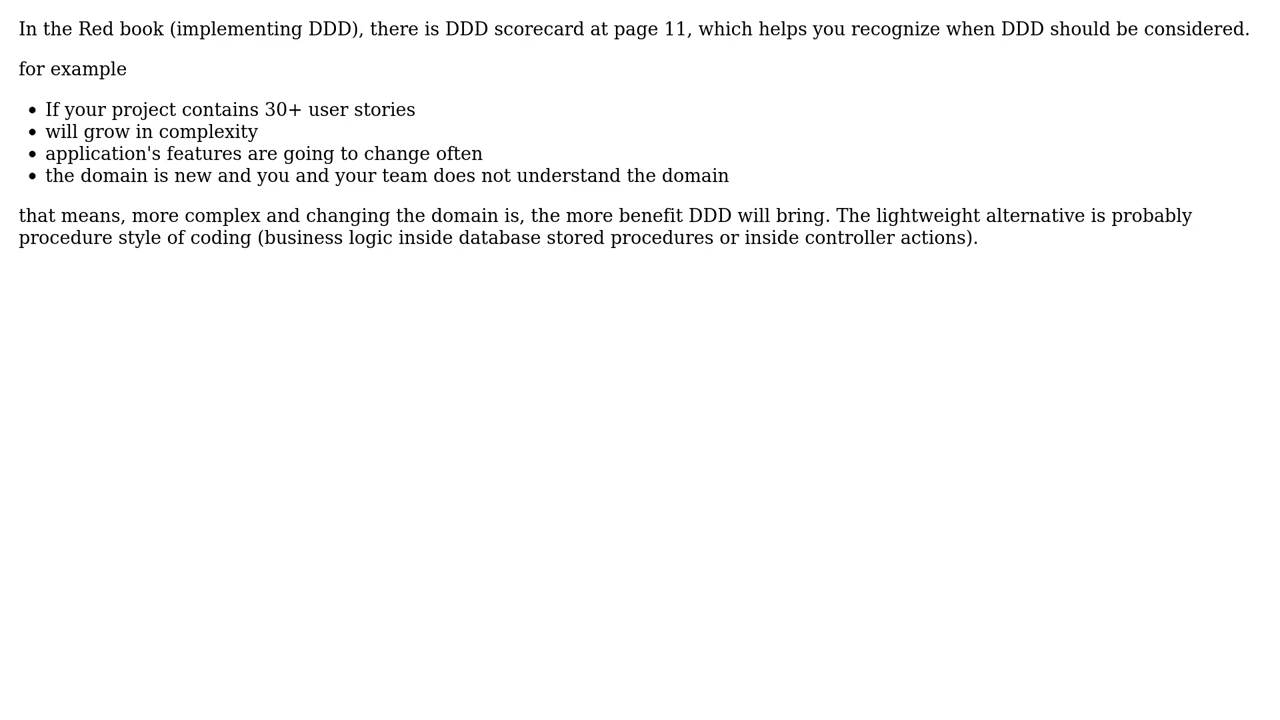 In the Red book (implementing DDD), there is DDD scorecard at page 11, which helps you recognize when DDD should be considered.
for example
• If your project contains 30+ user stories
• will grow in complexity
• application's features are going to change often
• the domain is new and you and your team does not understand the domain
that means, more complex and changing the domain is, the more benefit DDD will bring. The lightweight alternative is probably
procedure style of coding (business logic inside database stored procedures or inside controller actions).